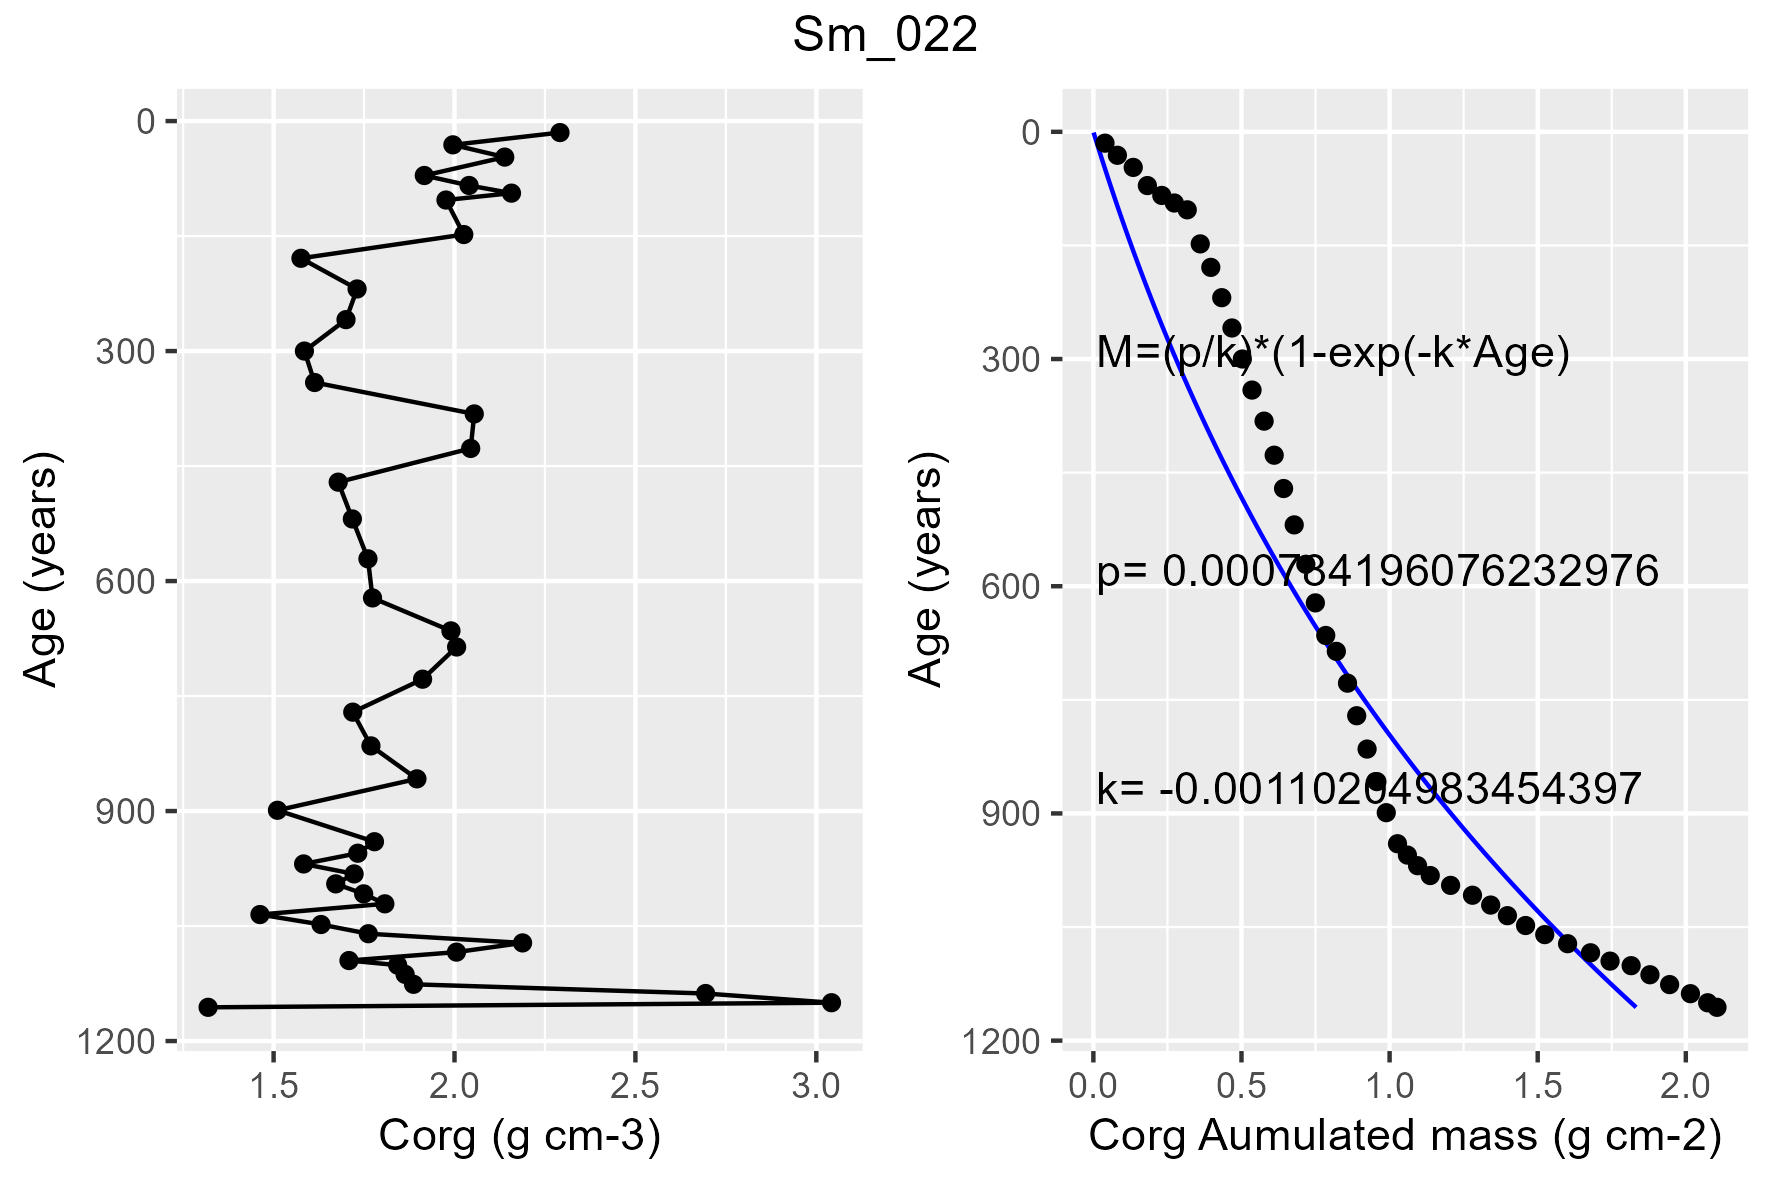 Sm_022
Age (years)
0
300
600
900
1200
1.5 2.0 2.5 3.0
Corg (g cm-3)
Age (years)
0
300
600
900
1200
M=(p/k)*(1-exp(-k*Age)
p= 0.000784196076232976
k= -0.00110204983454397
0.0 0.5 1.0 1.5 2.0
Corg Aumulated mass (g cm-2)